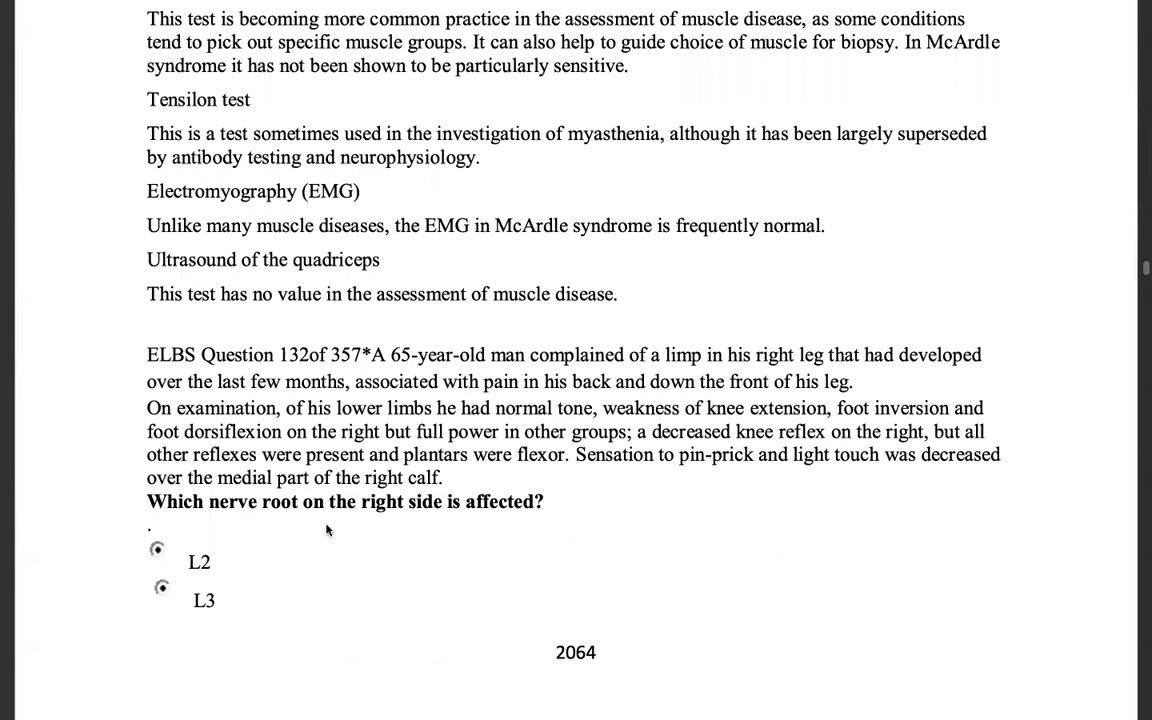 This test is becoming more common practice in the assessment of muscle disease, as some conditions
tend to pick out specific muscle groups. It can also help to guide choice of muscle for biopsy. In McArdle
syndrome it has not been shown to be particularly sensitive.
Tensilon test
This is a test sometimes used in the investigation of myasthenia, although it has been largely superseded
by antibody testing and neurophysiology.
Electromyography (EMG)
Unlike many muscle diseases, the EMG in McArdle syndrome is frequently normal.
Ultrasound of the quadriceps
This test has no value in the assessment of muscle disease.
ELBS Question 132of 357*A 65-year-old man complained of a limp in his right leg that had developed
over the last few months, associated with pain in his back and down the front of his leg.
On examination, of his lower limbs he had normal tone, weakness of knee extension, foot inversion and
foot dorsiflexion on the right but full power in other groups; a decreased knee reflex on the right, but all
other reflexes were present and plantars were flexor. Sensation to pin-prick and light touch was decreased
over the medial part of the right calf.
Which nerve root on the right side is affected?
.
L2
L3
2064